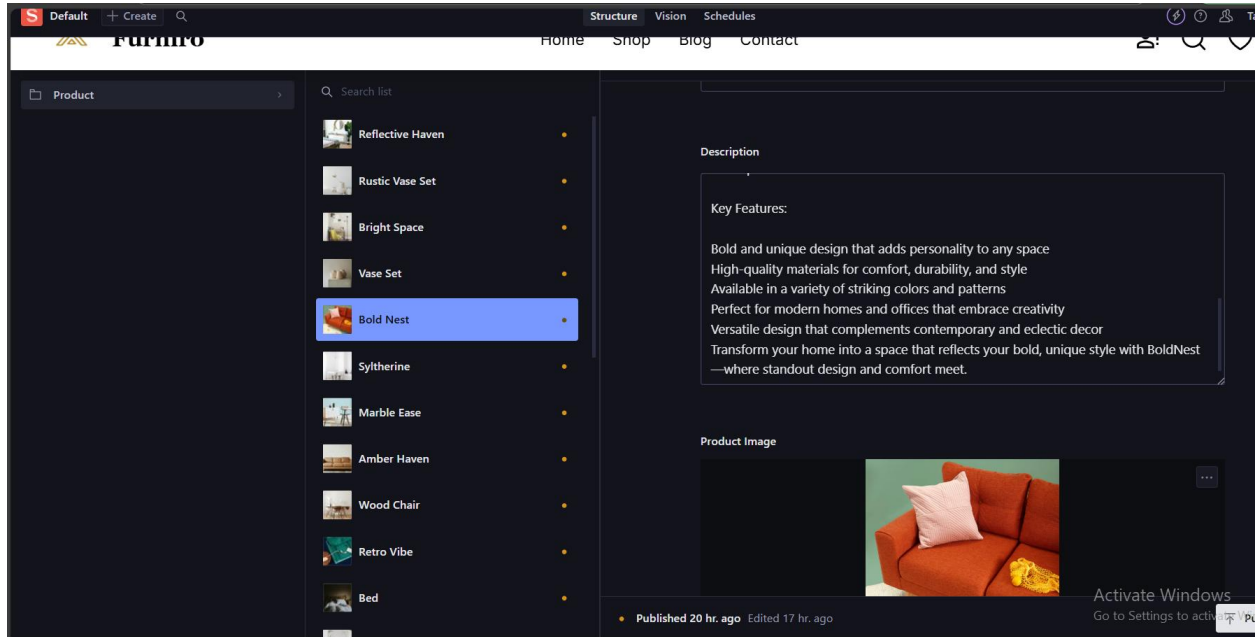 S Default + Create
Structure Vision Schedules
Furniro
Home Shop Blog Contact
Product
Search list
Reflective Haven
Rustic Vase Set
Bright Space
Vase Set
Bold Nest
Syltherine
Marble Ease
Amber Haven
Wood Chair
Retro Vibe
Bed
Description
Key Features:
Bold and unique design that adds personality to any space
High-quality materials for comfort, durability, and style
Available in a variety of striking colors and patterns
Perfect for modern homes and offices that embrace creativity
Versatile design that complements contemporary and eclectic decor
Transform your home into a space that reflects your bold, unique style with BoldNest
—where standout design and comfort meet.
Product Image
Published 20 hr. ago Edited 17 hr. ago
Activate Windows
Go to Settings to